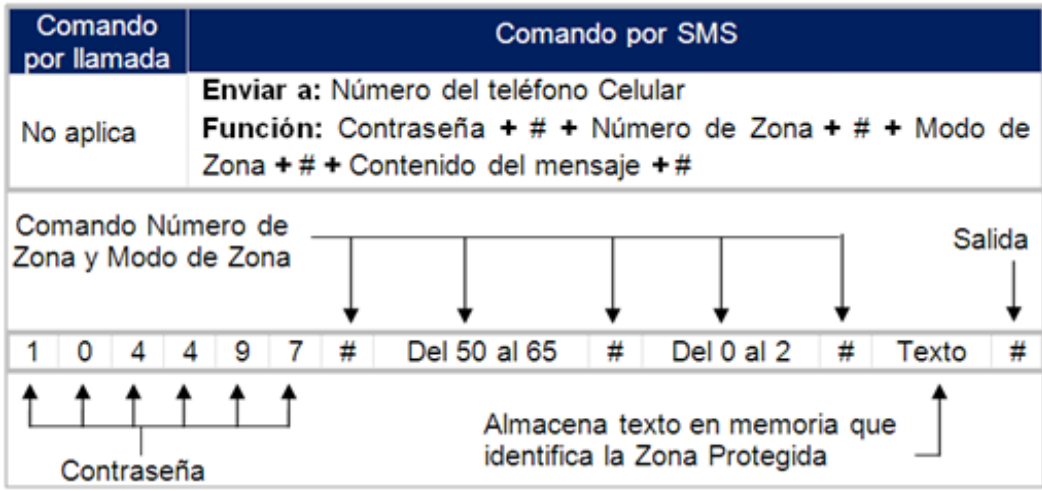 Comando
por llamada
Comando por SMS
No aplica
Enviar a: Número del teléfono Celular
Función: Contraseña + # + Número de Zona + # + Modo de
Zona + # + Contenido del mensaje + #
Comando Número de
Zona y Modo de Zona
Salida
1 0 4 4 9 7 # Del 50 al 65 # Del 0 al 2 # Texto #
Contraseña
Almacena texto en memoria que
identifica la Zona Protegida